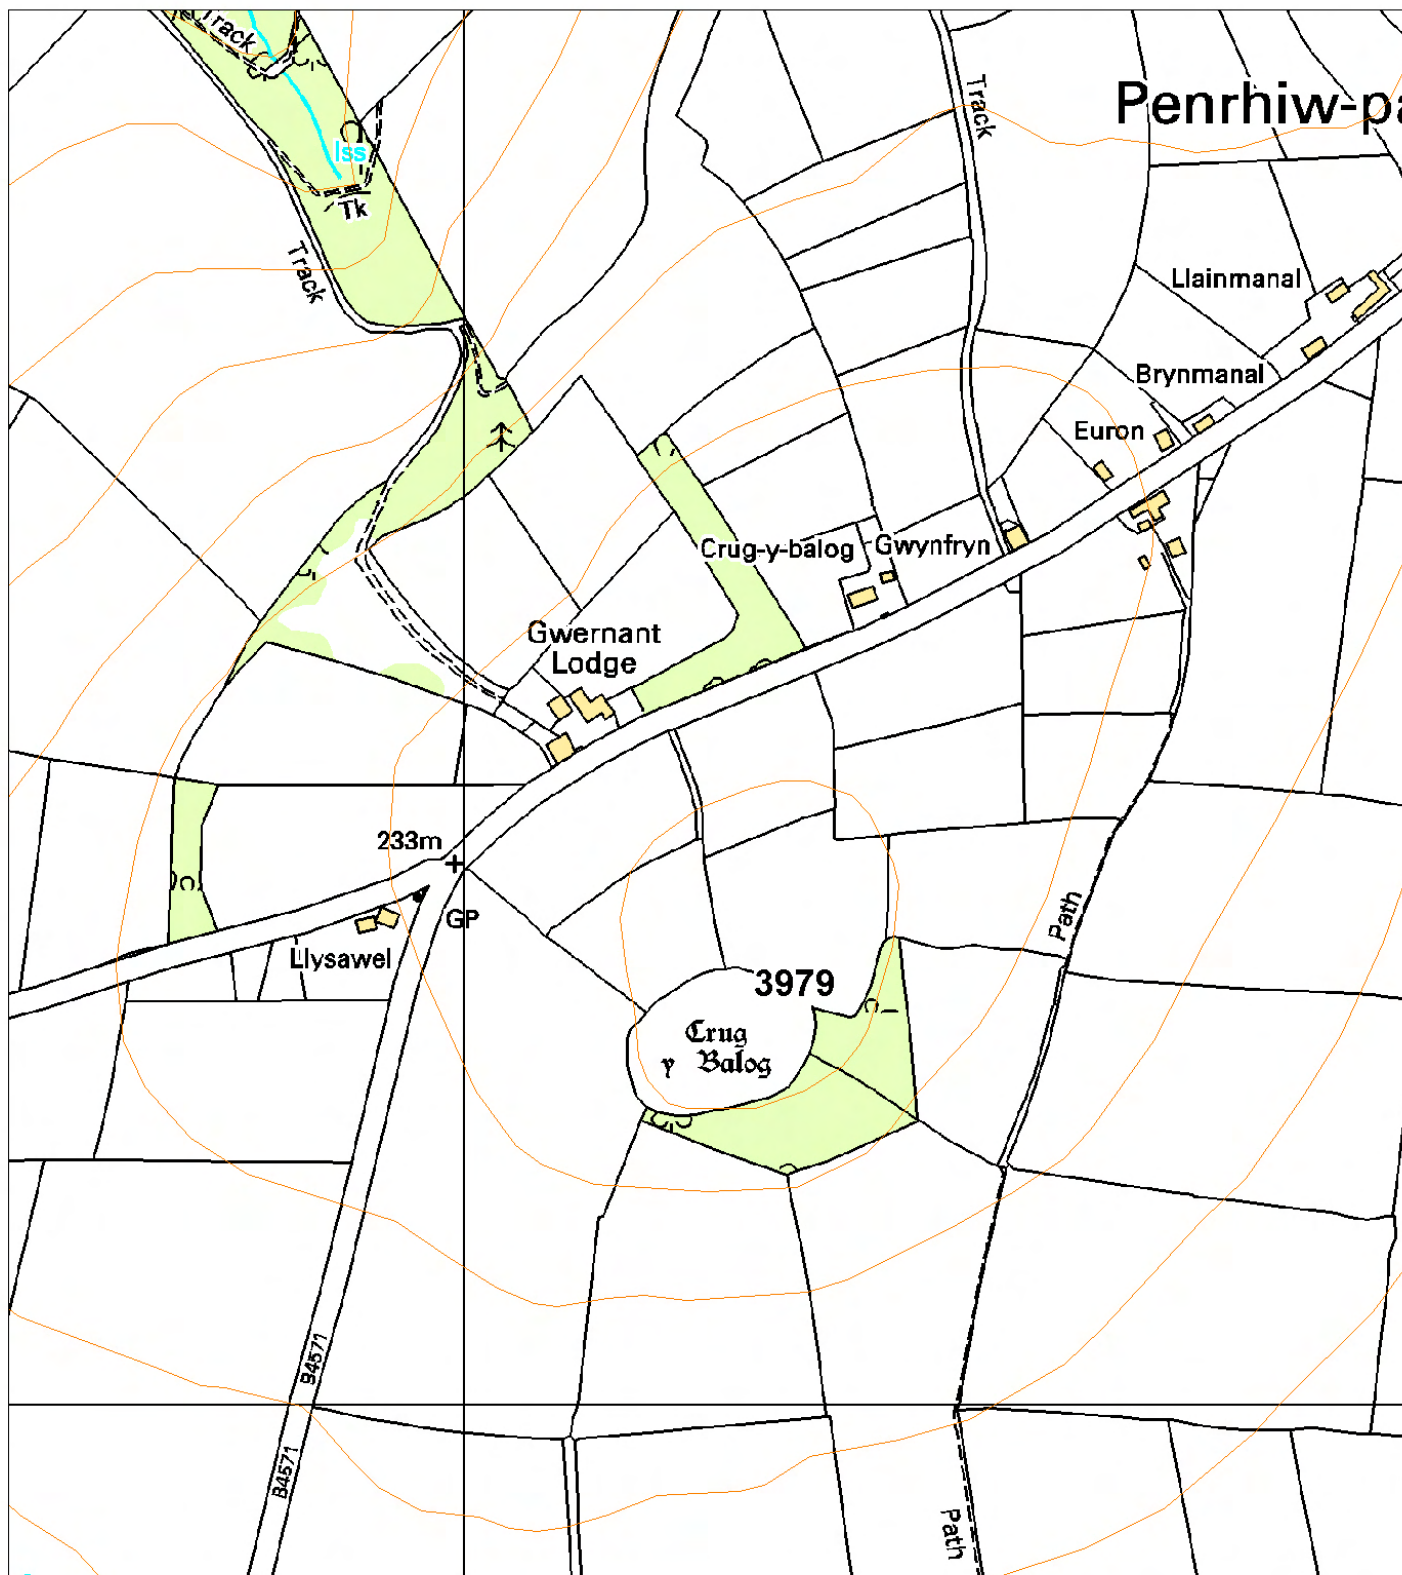 Track
Penrhiw-pa
Track
Iss
Tk
Track
Llainmanal
Brynmanal
Euron
Crug-y-balog
Gwynfryn
Gwernant
Lodge
233m
GP
Path
Llysawel
3979
Crug
y Balog
B4571
B4571
Path